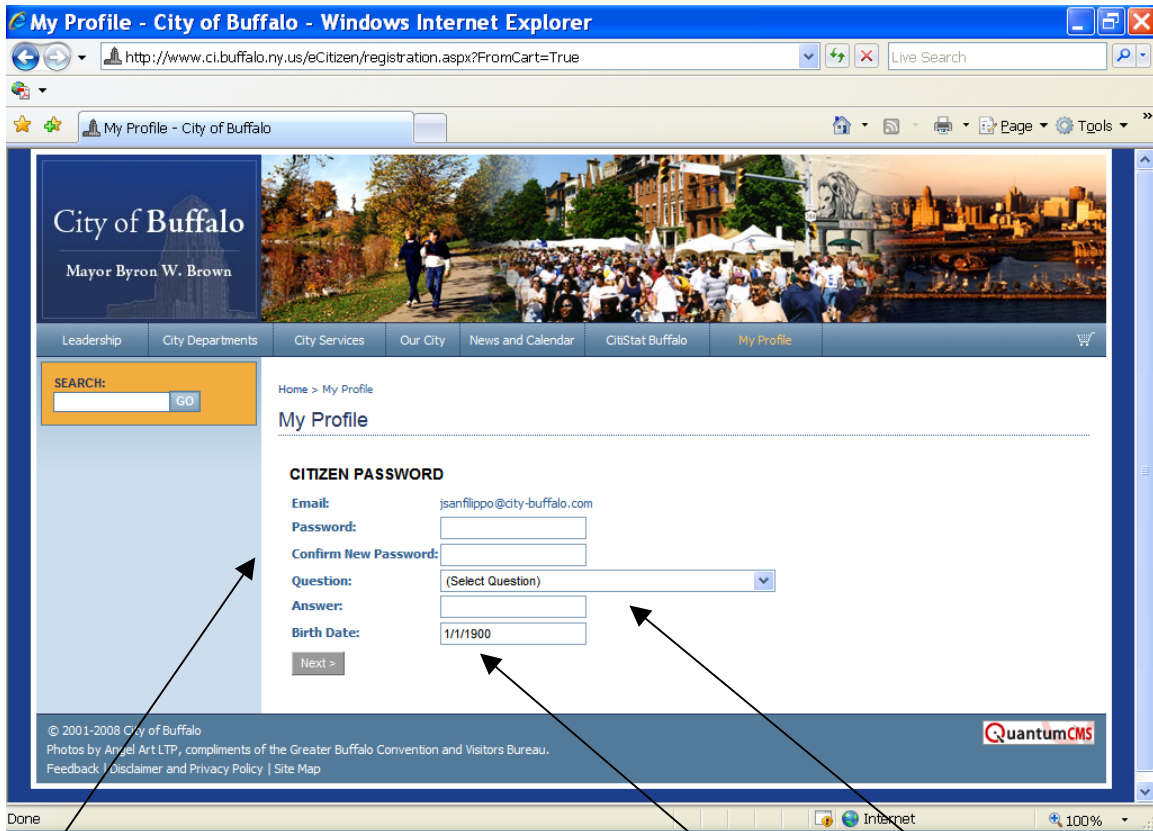 My Profile - City of Buffalo - Windows Internet Explorer
http://www.ci.buffalo.ny.us/eCitizen/registration.aspx?FromCart=True
Live Search
My Profile - City of Buffalo
Page
Tools
City of Buffalo
Mayor Byron W. Brown
Leadership City Departments City Services Our City News and Calendar CitiStat Buffalo My Profile
SEARCH:
GO
Home > My Profile
My Profile
CITIZEN PASSWORD
Email: jsanfilippo@city-buffalo.com
Password:
Confirm New Password:
Question: (Select Question)
Answer:
Birth Date: 1/1/1900
Next >
© 2001-2008 City of Buffalo
Photos by Angel Art LTP, compliments of the Greater Buffalo Convention and Visitors Bureau.
Feedback | Disclaimer and Privacy Policy | Site Map
QuantumCMS
Done
Internet
100%